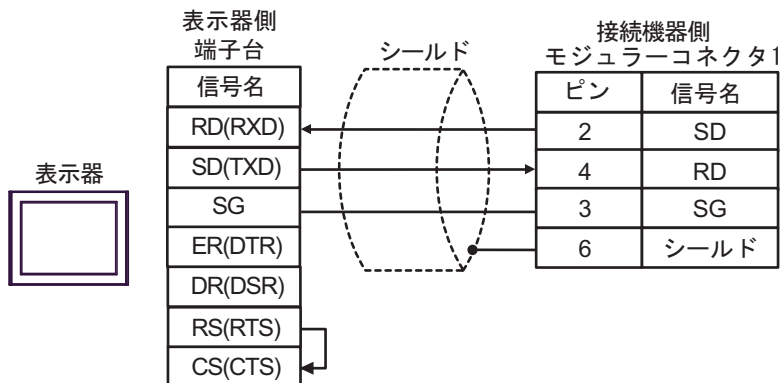 表示器側
端子台
シールド
接続機器側
モジュラーコネクタ1
信号名
ピン 信号名
RD(RXD)
2 SD
SD(TXD)
4 RD
表示器
SG
3 SG
ER(DTR)
6 シールド
DR(DSR)
RS(RTS)
CS(CTS)